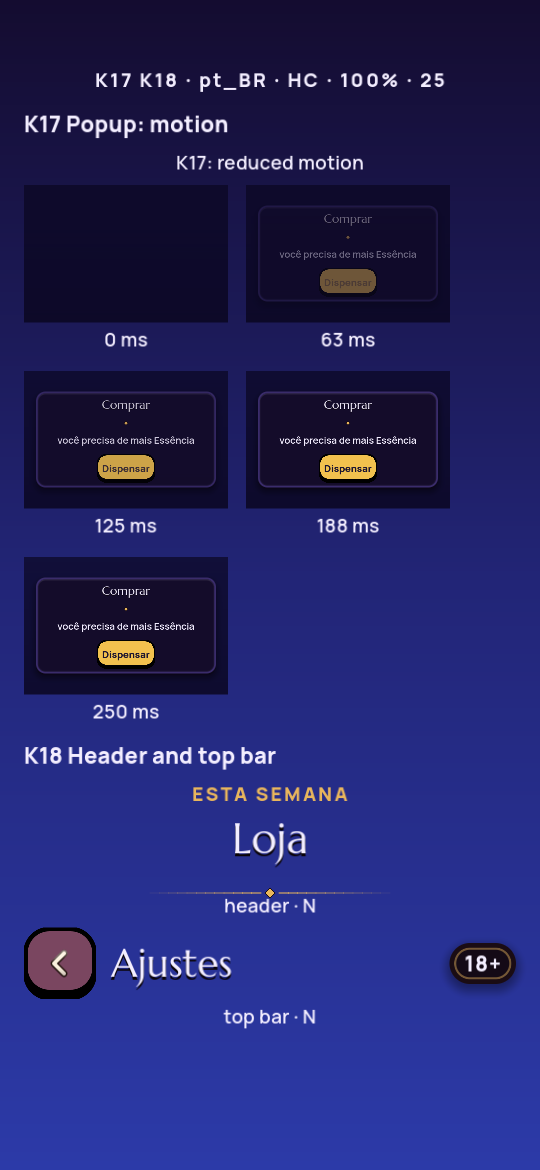 K17 K18 · pt_BR · HC · 100% · 25
K17 Popup: motion
K17: reduced motion
Comprar
você precisa de mais Essência
Dispensar
0 ms
63 ms
Comprar
você precisa de mais Essência
Dispensar
Comprar
você precisa de mais Essência
Dispensar
125 ms
188 ms
Comprar
você precisa de mais Essência
Dispensar
250 ms
K18 Header and top bar
ESTA SEMANA
Loja
header · N
Ajustes
18+
top bar · N